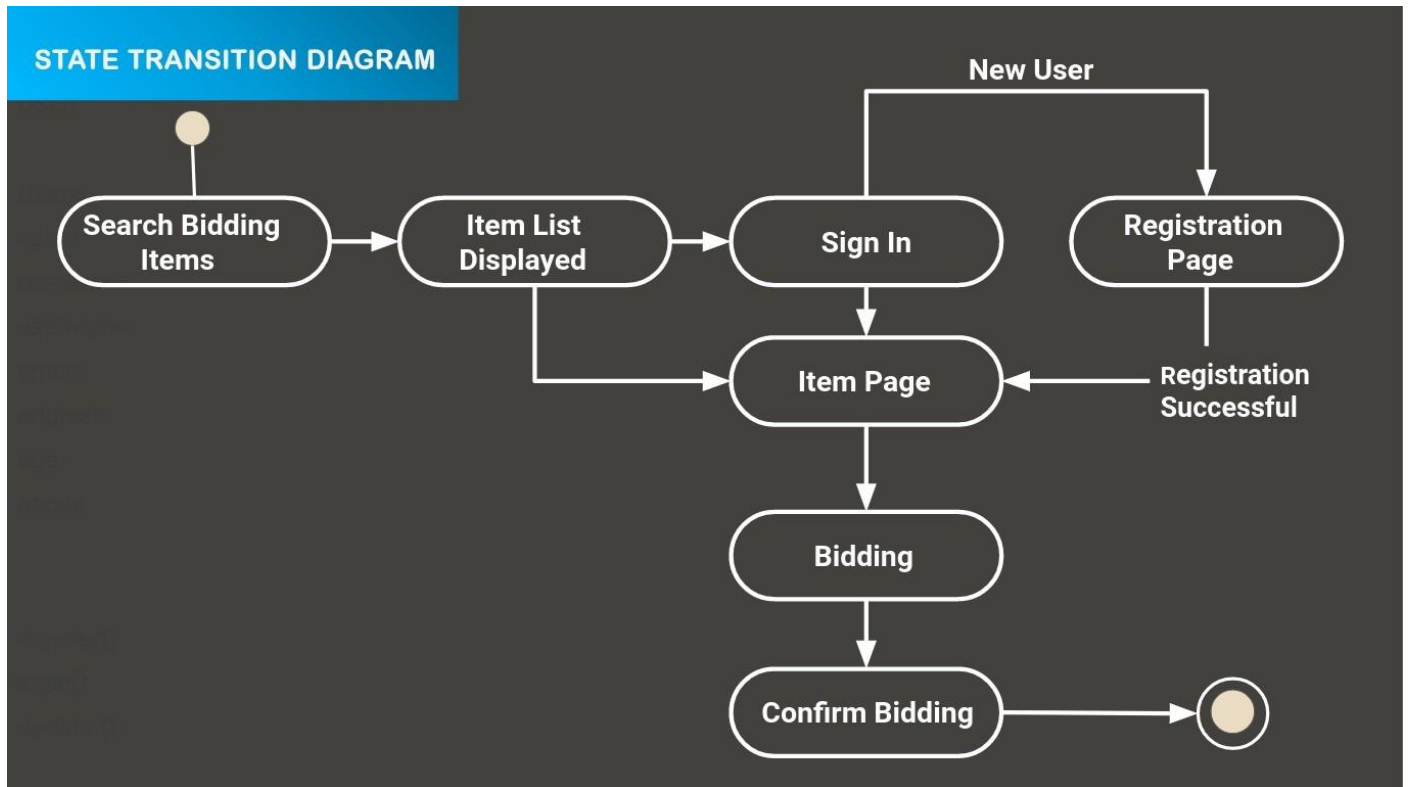 STATE TRANSITION DIAGRAM
New User
Search Bidding
Items
Item List
Displayed
Sign In
Registration
Page
Item Page
Registration
Successful
Bidding
Confirm Bidding